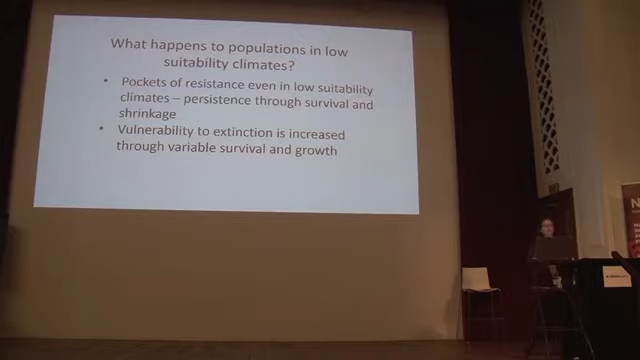 What happens to populations in low
suitability climates?
• Pockets of resistance even in low suitability
climates – persistence through survival and
shrinkage
• Vulnerability to extinction is increased
through variable survival and growth